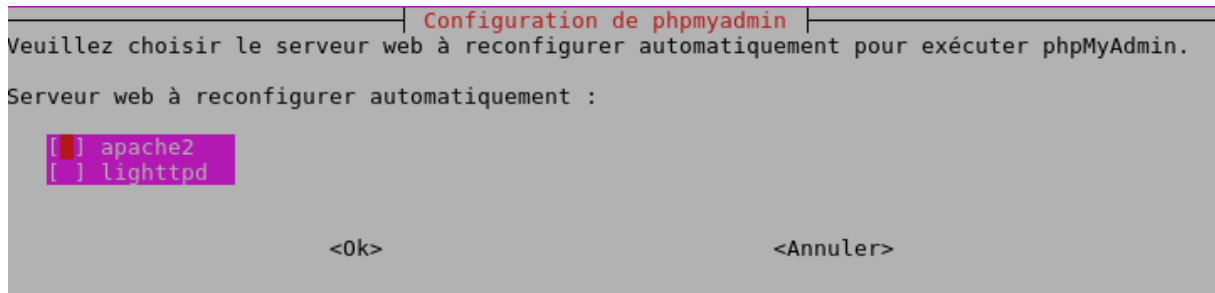 Configuration de phpmyadmin
Veuillez choisir le serveur web à reconfigurer automatiquement pour exécuter phpMyAdmin.
Serveur web à reconfigurer automatiquement :
[ ] apache2
[ ] lighttpd
<Ok> <Annuler>